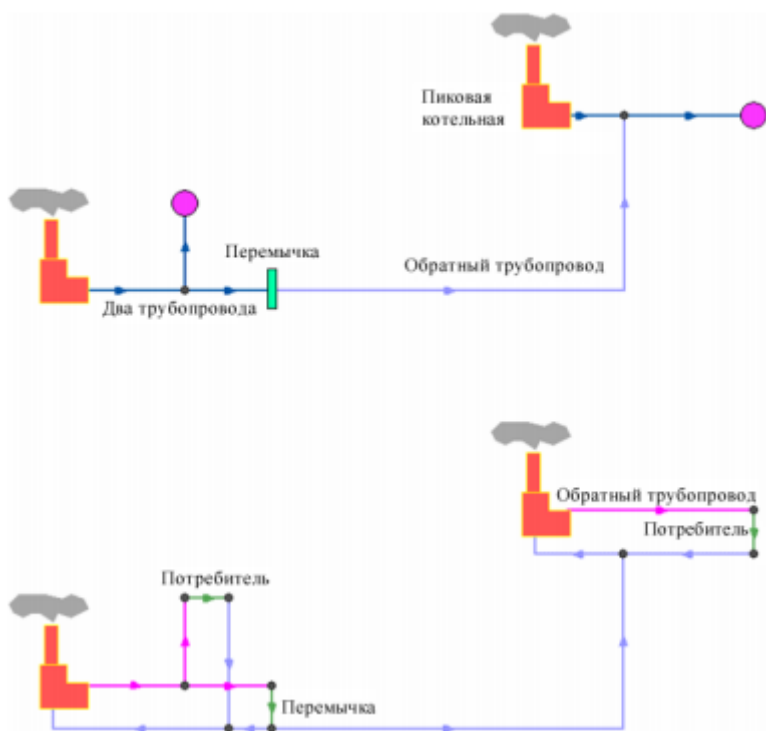 Пиковая
котельная
Перемычка
Обратный трубопровод
Два трубопровода
Обратный трубопровод
Потребитель
Потребитель
Перемычка